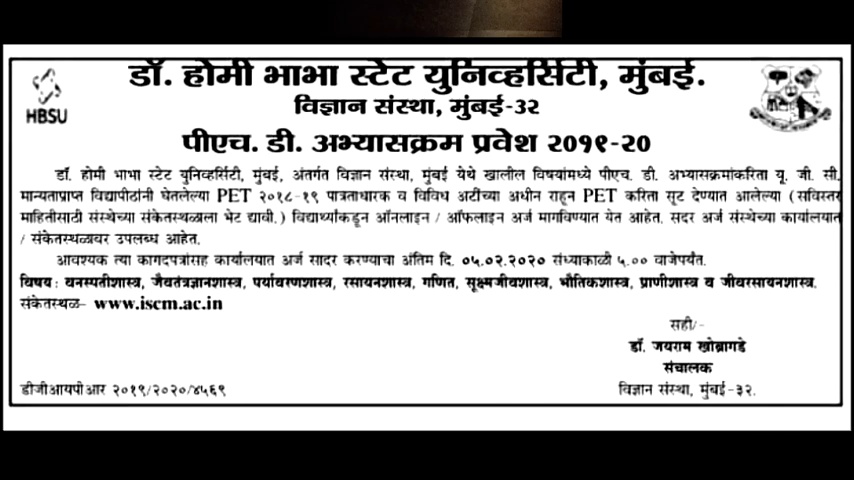 डॉ. होमी भाभा स्टेट युनिव्हर्सिटी, मुंबई.
विज्ञान संस्था, मुंबई-३२
HBSU
पीएच. डी. अभ्यासक्रम प्रवेश २०१९-२०
डॉ. होमी भाभा स्टेट युनिव्हर्सिटी, मुंबई, अंतर्गत विज्ञान संस्था, मुंबई येथे खालील विषयांमध्ये पीएच. डी. अभ्यासक्रमांकरिता यू. जी. सी.
मान्यताप्राप्त विद्यापीठांनी घेतलेल्या PET २०१८-१९ पात्रताधारक व विविध अटींच्या अधीन राहून PET करिता सूट देण्यात आलेल्या (सविस्तर
माहितीसाठी संस्थेच्या संकेतस्थळाला भेट द्यावी.) विद्यार्थ्यांकडून ऑनलाईन / ऑफलाईन अर्ज मागविण्यात येत आहेत. सदर अर्ज संस्थेच्या कार्यालयात
/ संकेतस्थळावर उपलब्ध आहेत.
आवश्यक त्या कागदपत्रांसह कार्यालयात अर्ज सादर करण्याचा अंतिम दि. ०५.०२.२०२० संध्याकाळी ५.०० वाजेपर्यंत.
विषय: वनस्पतीशास्त्र, जैवतंत्रज्ञानशास्त्र, पर्यावरणशास्त्र, रसायनशास्त्र, गणित, सूक्ष्मजीवशास्त्र, भौतिकशास्त्र, प्राणीशास्त्र व जीवरसायनशास्त्र.
संकेतस्थळ- www.iscm.ac.in
सही/-
डॉ. जयराम खोब्रागडे
संचालक
डीजीआयपीआर २०१९/२०२०/४५६९
विज्ञान संस्था, मुंबई-३२.